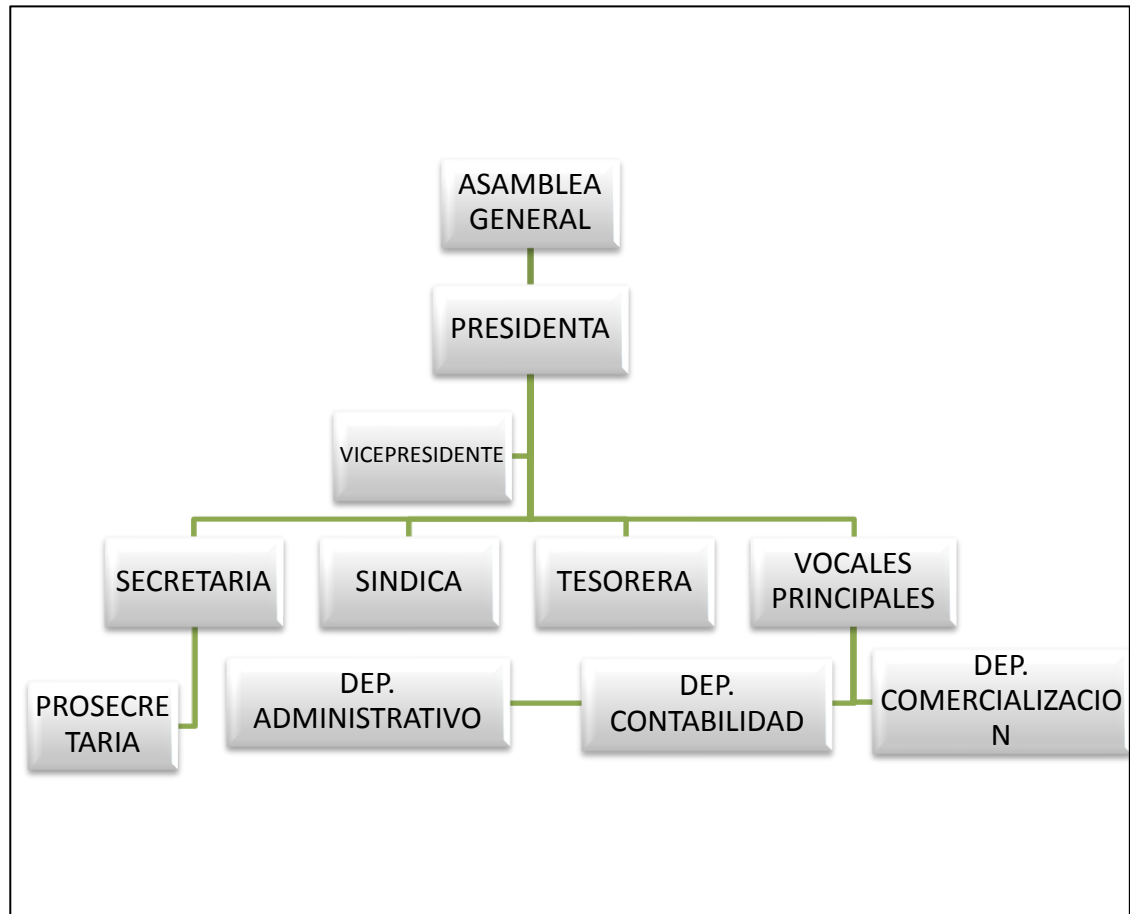 ASAMBLEA
GENERAL
PRESIDENTA
VICEPRESIDENTE
SECRETARIA
SINDICA
TESORERA
VOCALES
PRINCIPALES
PROSECRE
TARIA
DEP.
ADMINISTRATIVO
DEP.
CONTABILIDAD
DEP.
COMERCIALIZACIO
N